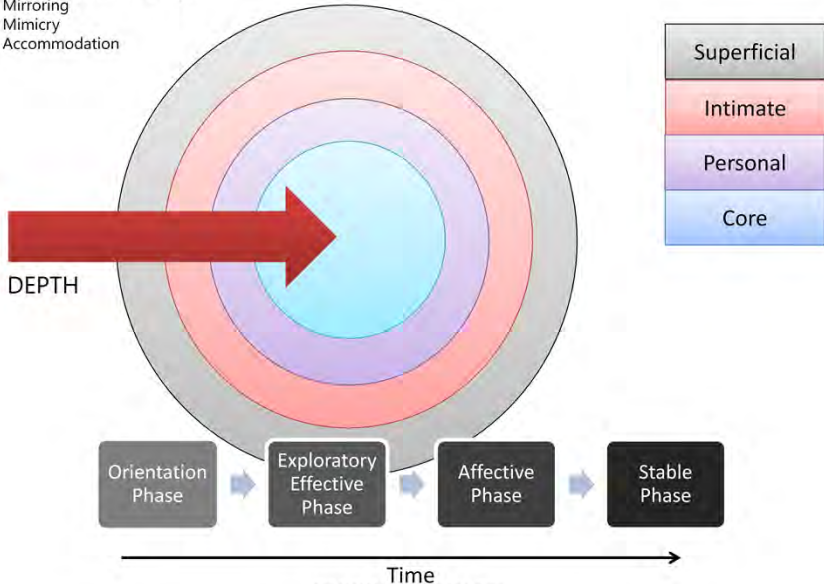 Mirroring
Mimicry
Accommodation
Superficial
Intimate
Personal
Core
DEPTH
Orientation
Phase
Exploratory
Effective
Phase
Affective
Phase
Stable
Phase
Time